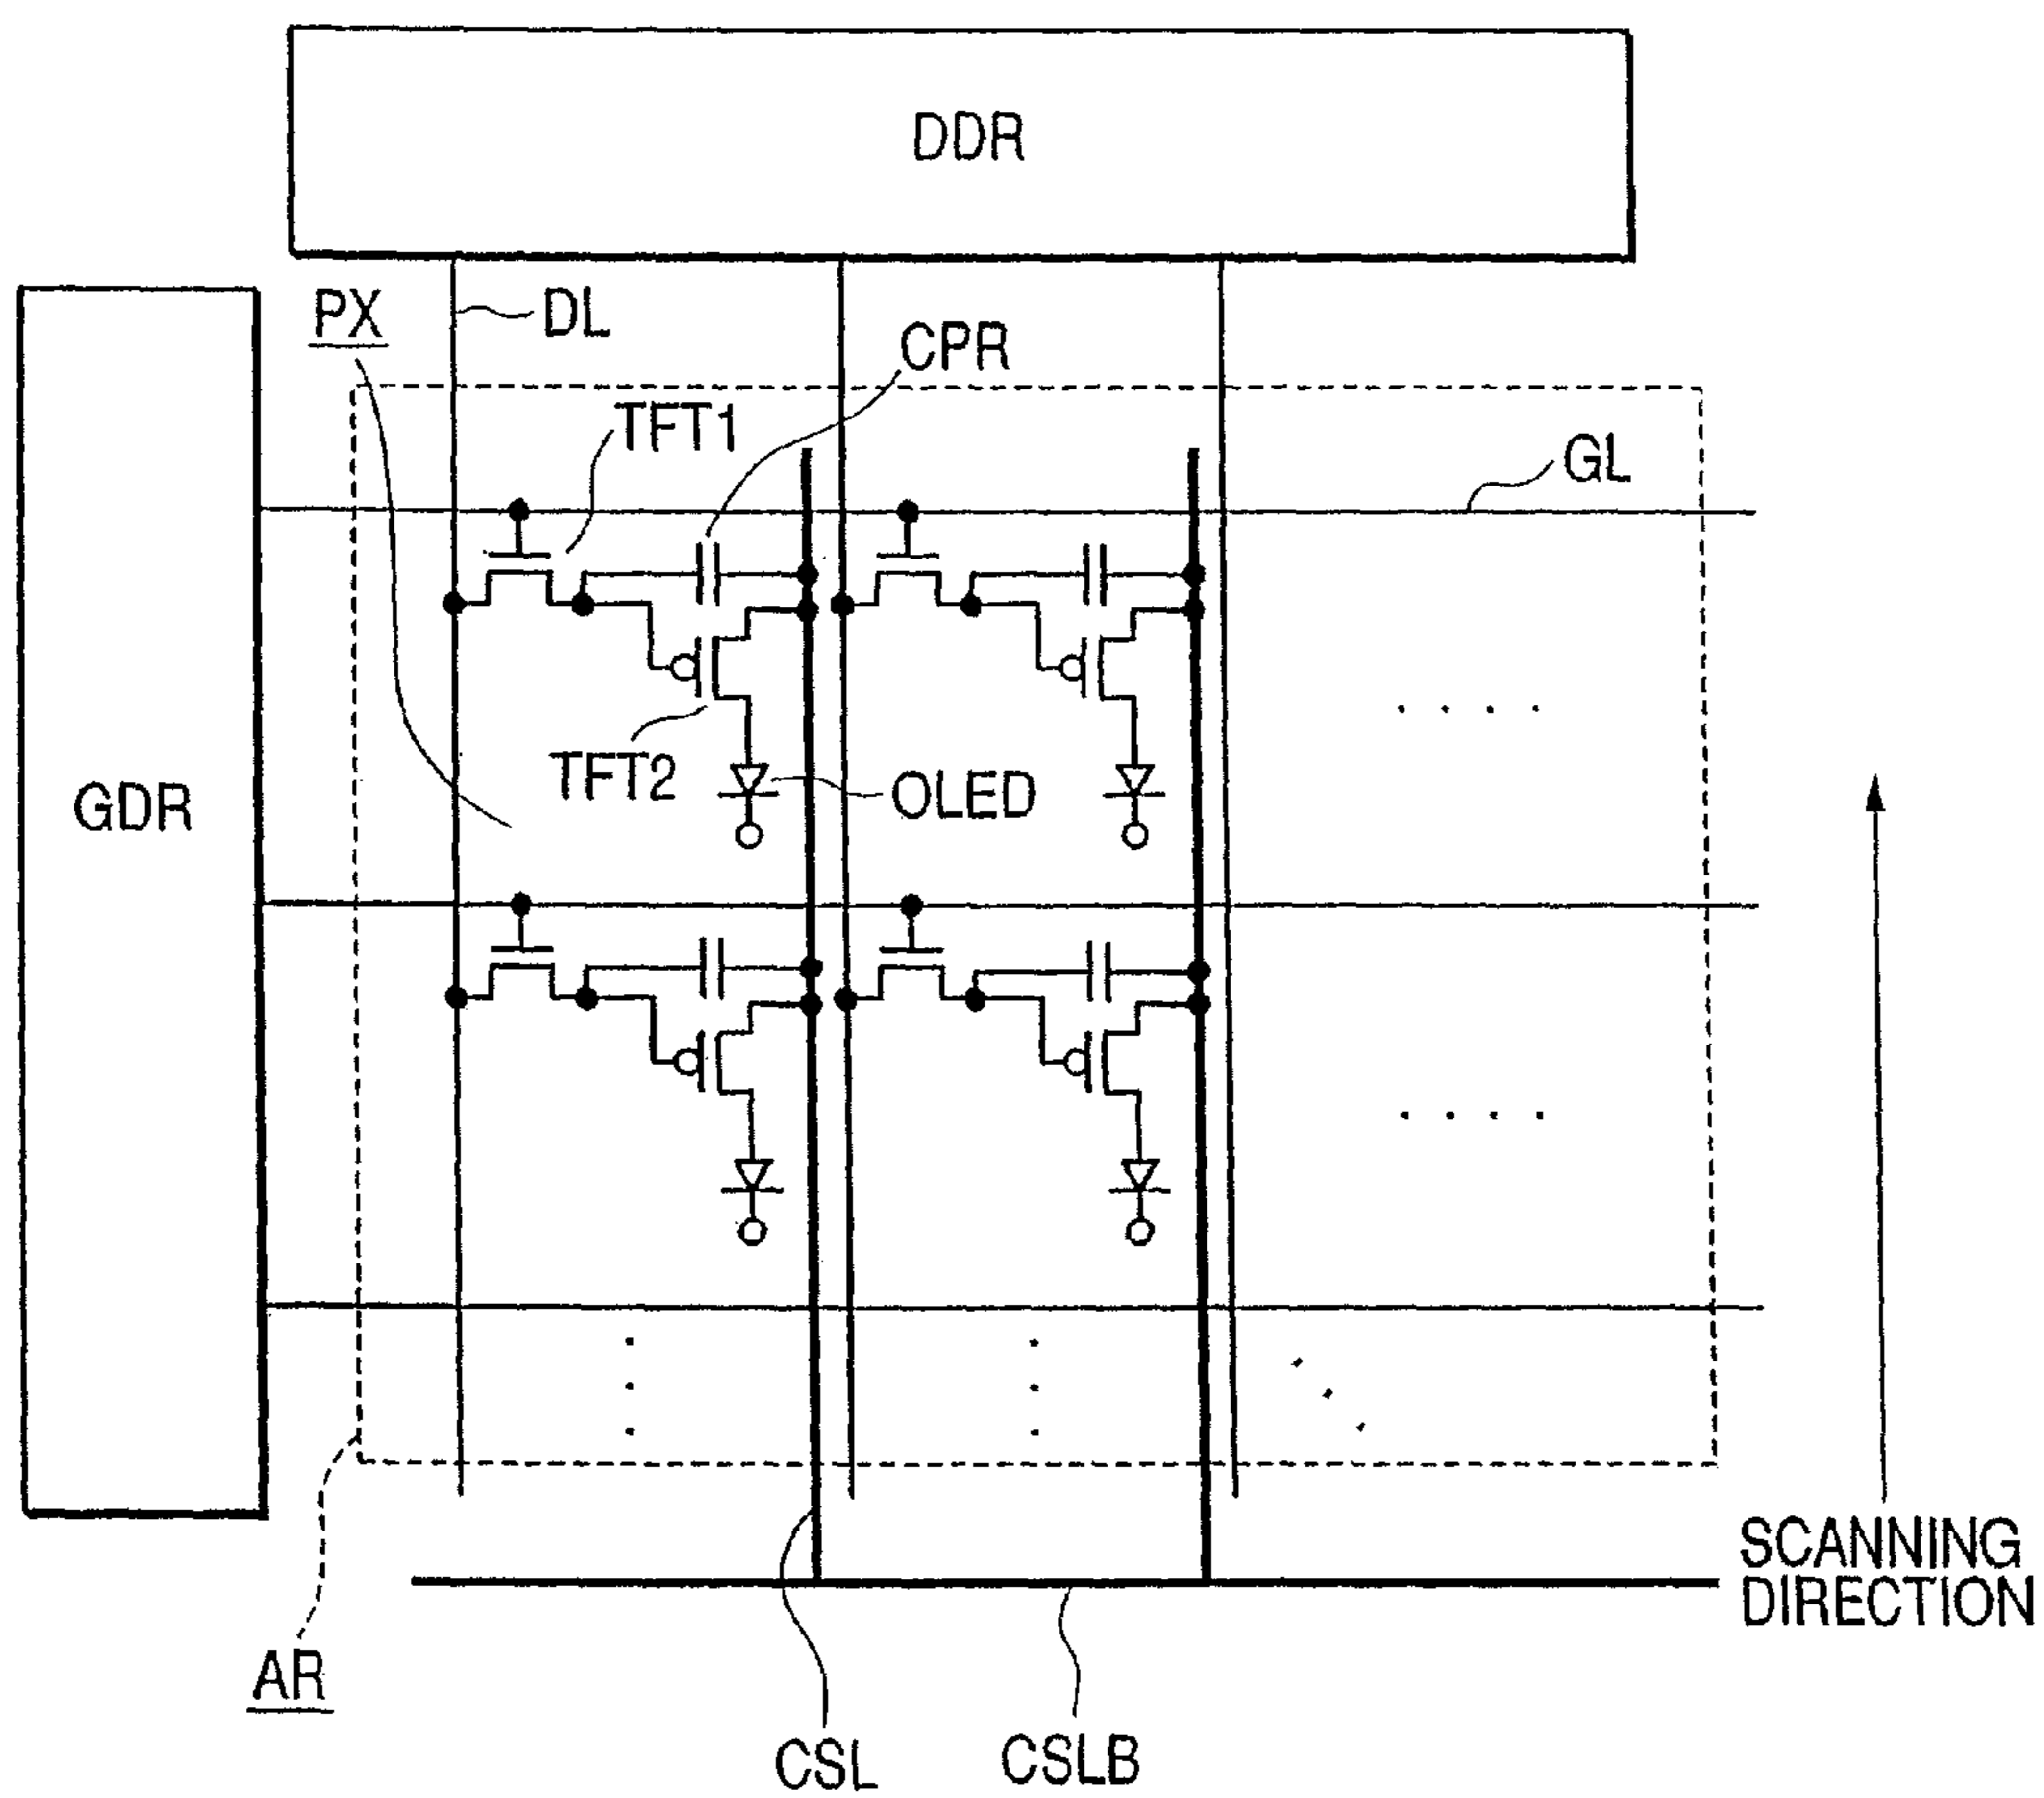 DDR
PX
DL
CPR
TFT1
GL
TFT2
OLED
GDR
SCANNING
DIRECTION
AR
CSL
CSLB